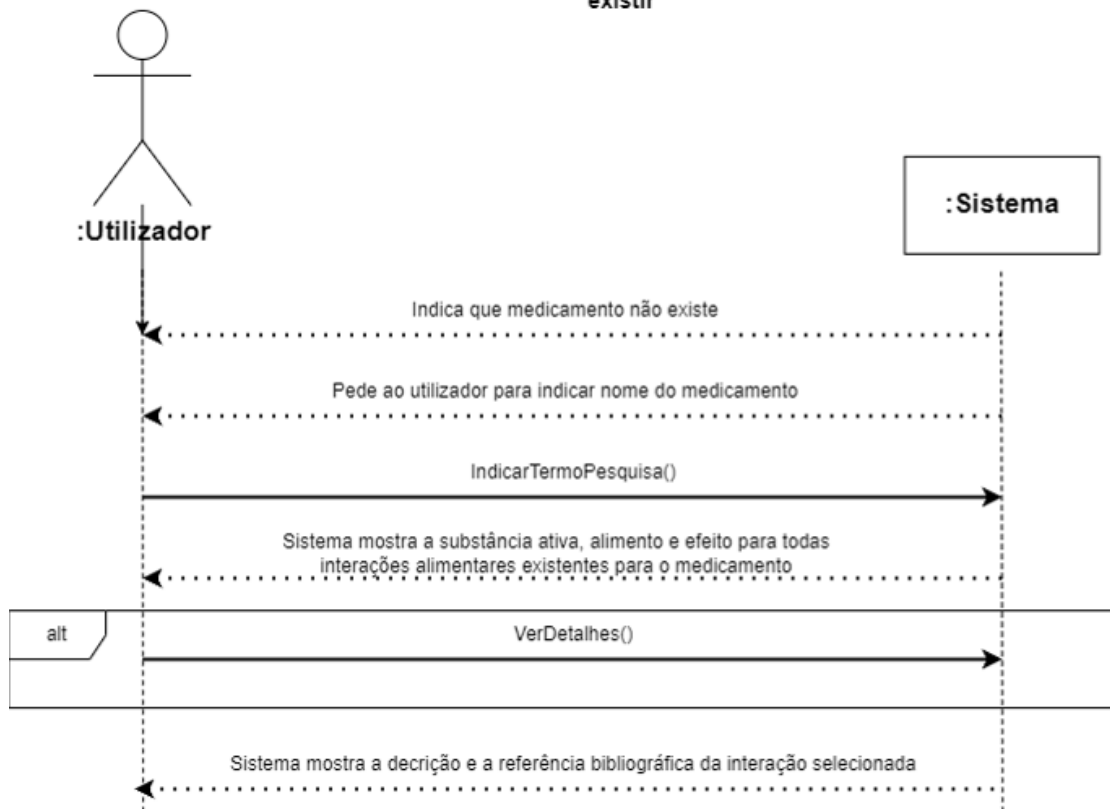 existir
:Utilizador
:Sistema
Indica que medicamento não existe
Pede ao utilizador para indicar nome do medicamento
IndicarTermoPesquisa()
Sistema mostra a substância ativa, alimento e efeito para todas
interações alimentares existentes para o medicamento
alt
VerDetalhes()
Sistema mostra a decrição e a referência bibliográfica da interação selecionada